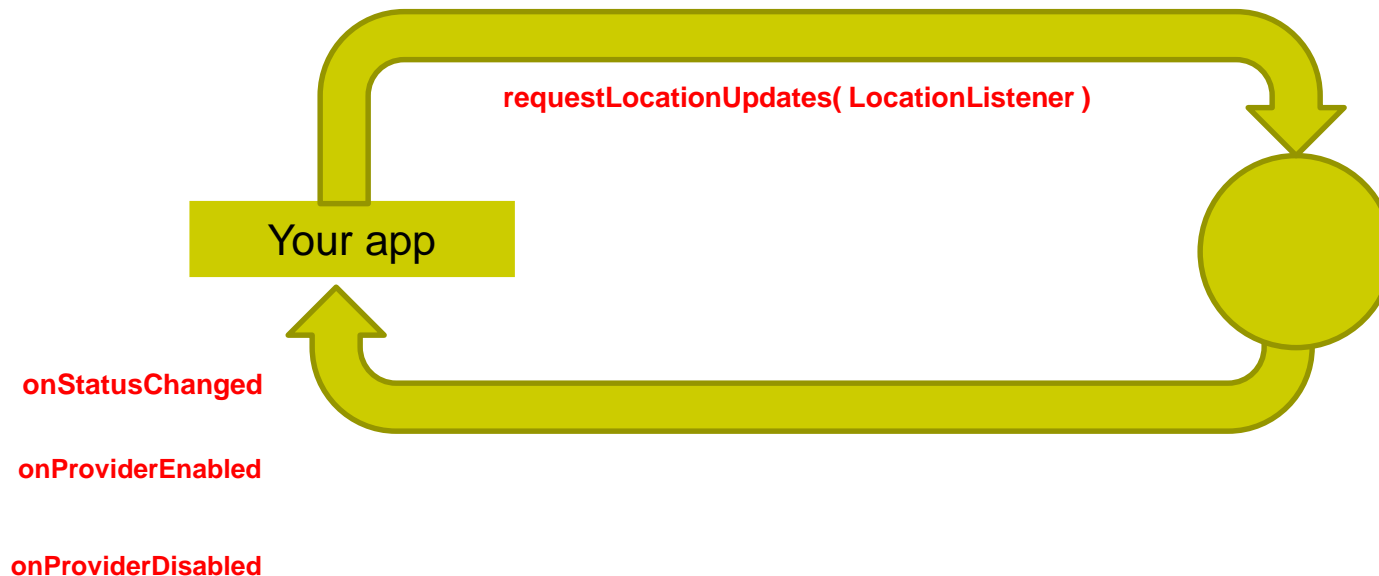 requestLocationUpdates( LocationListener )
Your app
onStatusChanged
onProviderEnabled
onProviderDisabled